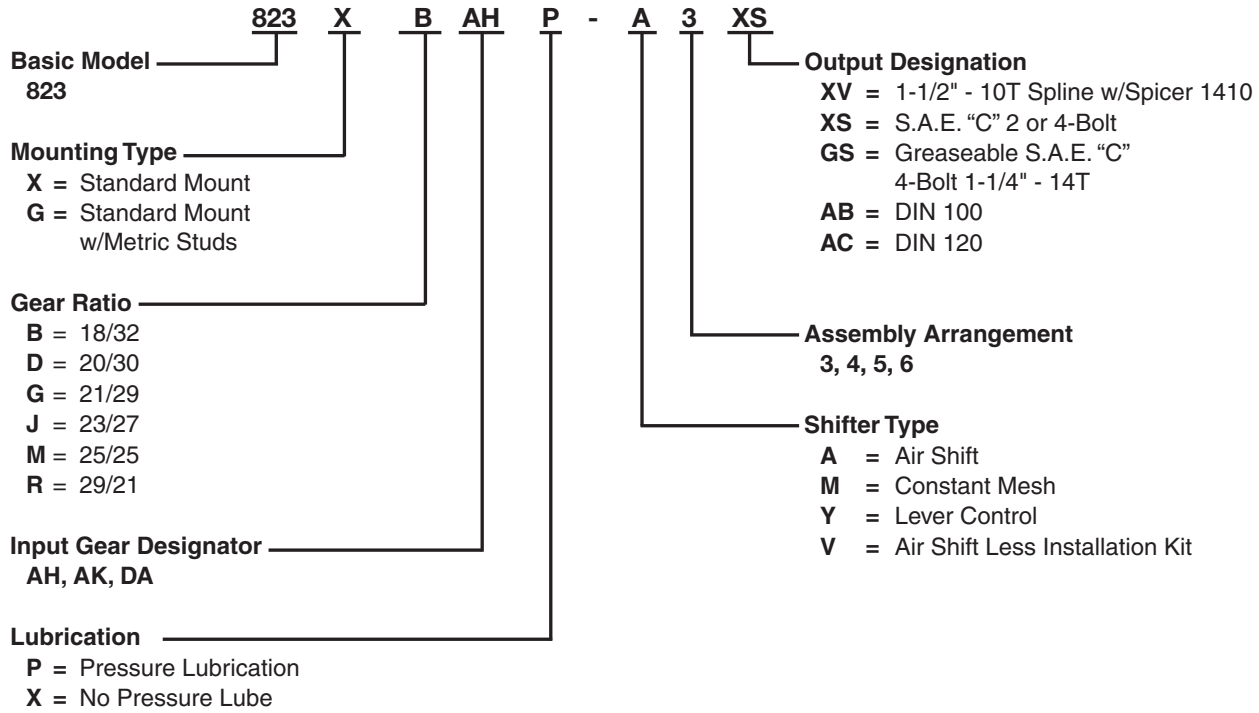 823 X B AH P - A 3 XS
Basic Model
823
Mounting Type
X = Standard Mount
G = Standard Mount
w/Metric Studs
Gear Ratio
B = 18/32
D = 20/30
G = 21/29
J = 23/27
M = 25/25
R = 29/21
Input Gear Designator
AH, AK, DA
Lubrication
P = Pressure Lubrication
X = No Pressure Lube
Output Designation
XV = 1-1/2" - 10T Spline w/Spicer 1410
XS = S.A.E. “C” 2 or 4-Bolt
GS = Greaseable S.A.E. “C”
4-Bolt 1-1/4" - 14T
AB = DIN 100
AC = DIN 120
Assembly Arrangement
3, 4, 5, 6
Shifter Type
A = Air Shift
M = Constant Mesh
Y = Lever Control
V = Air Shift Less Installation Kit